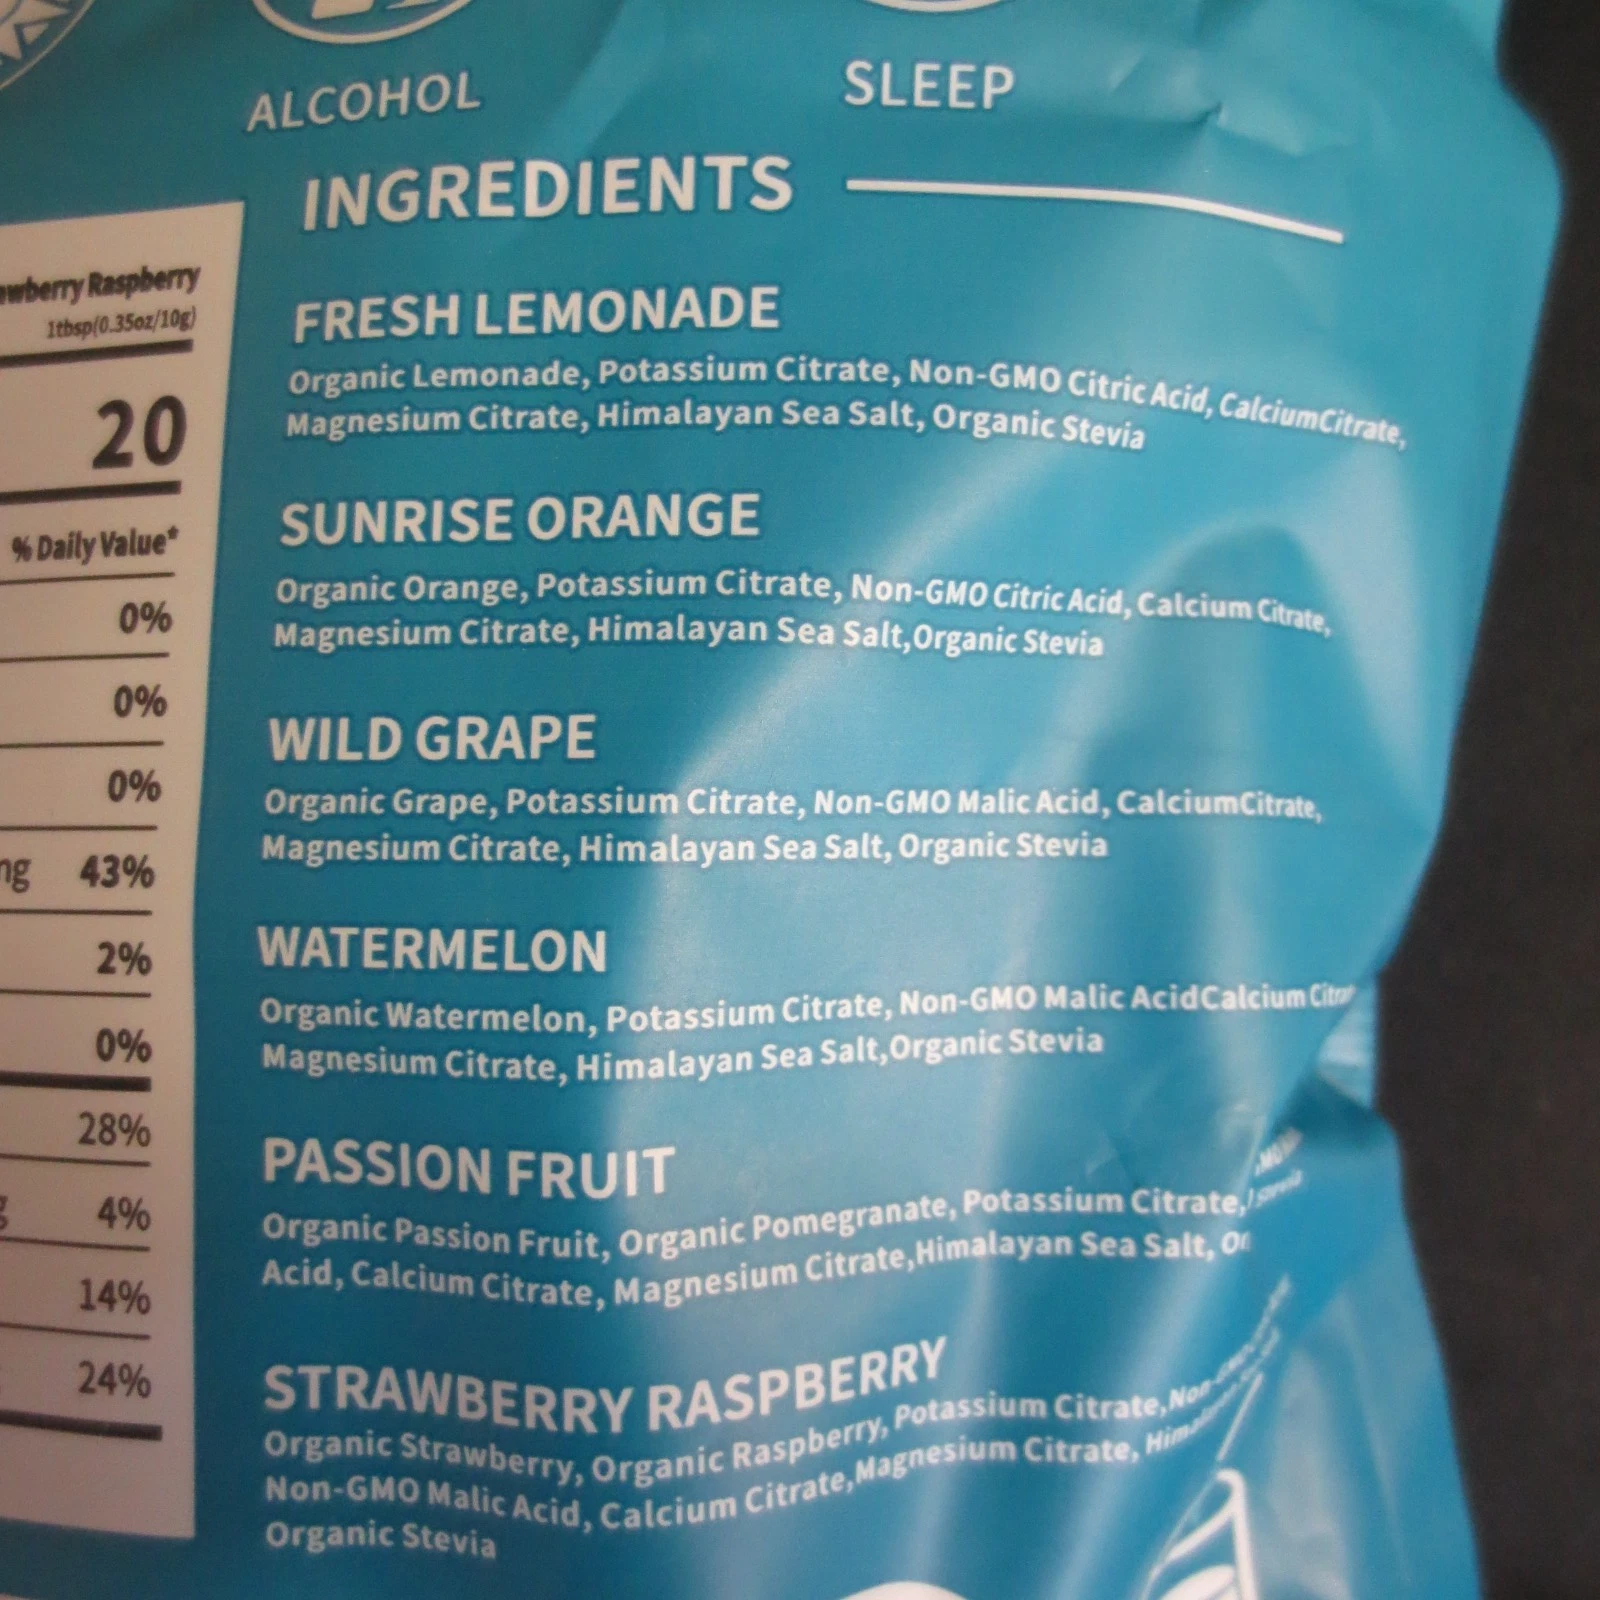 ALCOHOL
SLEEP
INGREDIENTS
Raspberry
1tbsp(0.35oz/10g)
20
% Daily Value*
0%
0%
0%
43%
2%
0%
28%
4%
14%
24%
FRESH LEMONADE
Organic Lemonade, Potassium Citrate, Non-GMO Citric Acid, CalciumCitrate,
Magnesium Citrate, Himalayan Sea Salt, Organic Stevia
SUNRISE ORANGE
Organic Orange, Potassium Citrate, Non-GMO Citric Acid, Calcium Citrate,
Magnesium Citrate, Himalayan Sea Salt,Organic Stevia
WILD GRAPE
Organic Grape, Potassium Citrate, Non-GMO Malic Acid, CalciumCitrate,
Magnesium Citrate, Himalayan Sea Salt, Organic Stevia
WATERMELON
Organic Watermelon, Potassium Citrate, Non-GMO Malic AcidCalcium
Magnesium Citrate, Himalayan Sea Salt,Organic Stevia
PASSION FRUIT
Organic Passion Fruit, Organic Pomegranate, Potassium Citrate,
Acid, Calcium Citrate, Magnesium Citrate,Himalayan Sea Salt,
STRAWBERRY RASPBERRY
Organic Strawberry, Organic Raspberry, Potassium Citrate,
Non-GMO Malic Acid, Calcium Citrate,Magnesium Citrate,
Organic Stevia